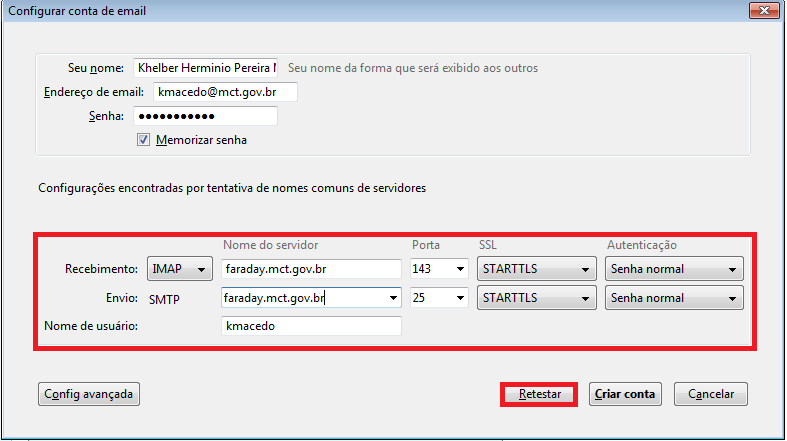 Configurar conta de email
Seu nome: Khelber Herminio Pereira Seu nome da forma que será exibido aos outros
Endereço de email: kmacedo@mct.gov.br
Senha: ●●●●●●●●●●●
Memorizar senha
Configurações encontradas por tentativa de nomes comuns de servidores
Nome do servidor Porta SSL Autenticação
Recebimento: IMAP faraday.mct.gov.br 143 STARTTLS Senha normal
Envio: SMTP faraday.mct.gov.br 25 STARTTLS Senha normal
Nome de usuário: kmacedo
Config avançada Retestar Criar conta Cancelar